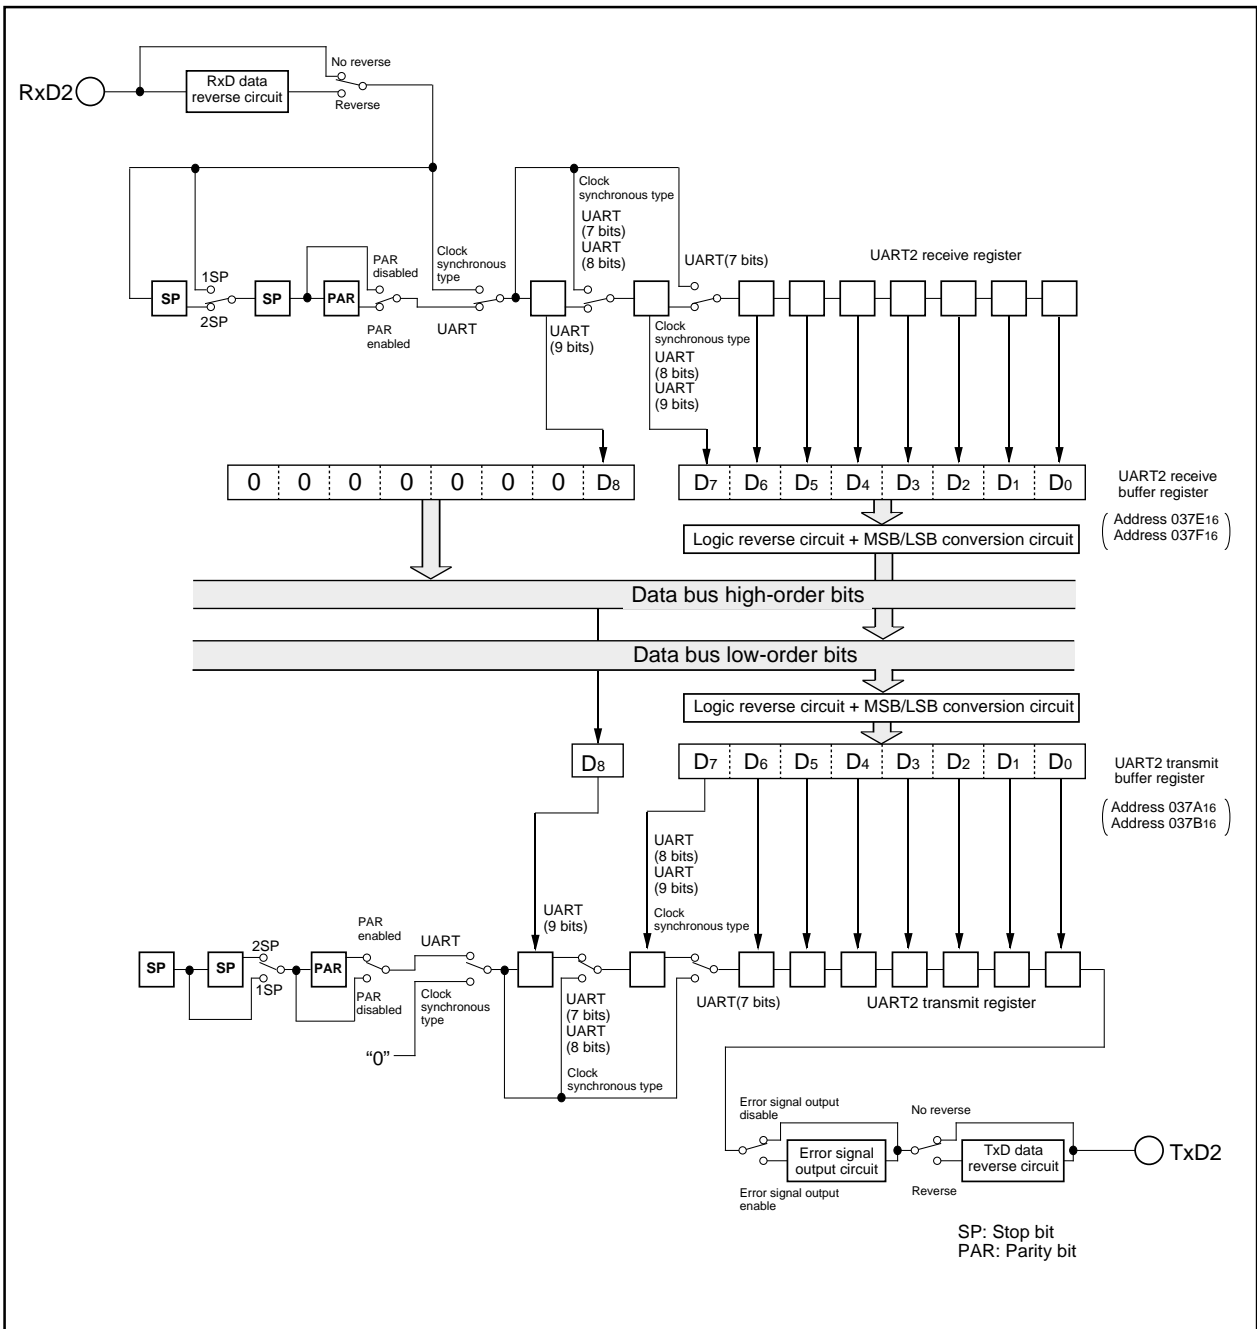 No reverse
RxD2
RxD data
reverse circuit
Reverse
Clock
synchronous type
UART
(7 bits)
UART
(8 bits)
PAR
disabled
Clock
synchronous
type
UART(7 bits)
UART2 receive register
1SP
SP
SP
PAR
2SP
PAR
enabled
UART
UART
(9 bits)
Clock
synchronous type
UART
(8 bits)
UART
(9 bits)
0 0 0 0 0 0 0 D8
D7 D6 D5 D4 D3 D2 D1 D0
UART2 receive
buffer register
Address 037E16
Address 037F16
Logic reverse circuit + MSB/LSB conversion circuit
Data bus high-order bits
Data bus low-order bits
Logic reverse circuit + MSB/LSB conversion circuit
D8
D7 D6 D5 D4 D3 D2 D1 D0
UART2 transmit
buffer register
Address 037A16
Address 037B16
UART
(8 bits)
UART
(9 bits)
Clock
synchronous type
UART
(9 bits)
PAR
enabled
UART
2SP
SP
SP
PAR
1SP
PAR
disabled
Clock
synchronous
type
"0"
UART
(7 bits)
UART
(8 bits)
Clock
synchronous type
UART(7 bits)
UART2 transmit register
Error signal output
disable
No reverse
Error signal
output circuit
TxD data
reverse circuit
TxD2
Error signal output
enable
Reverse
SP: Stop bit
PAR: Parity bit